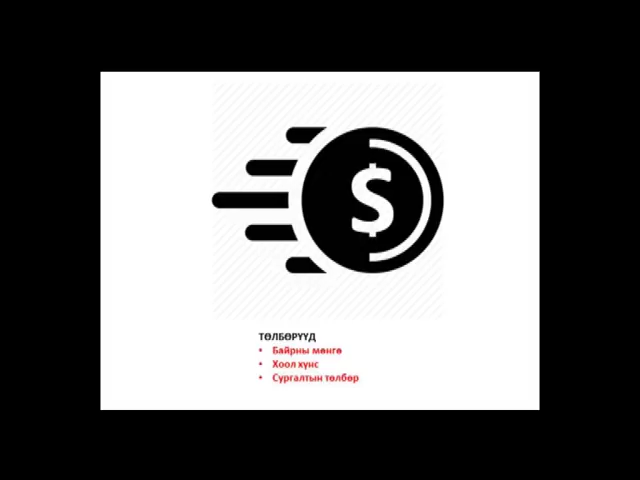 $
ТӨЛБӨРҮҮД
• Байрны мөнгө
• Хоол хүнс
• Сургалтын төлбөр